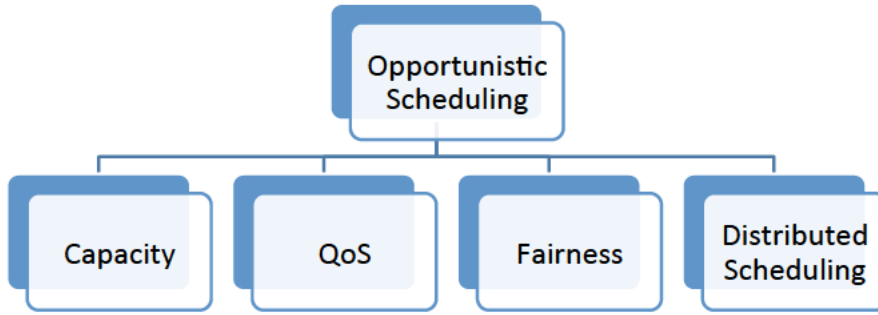 Opportunistic
Scheduling
Capacity
QoS
Fairness
Distributed
Scheduling